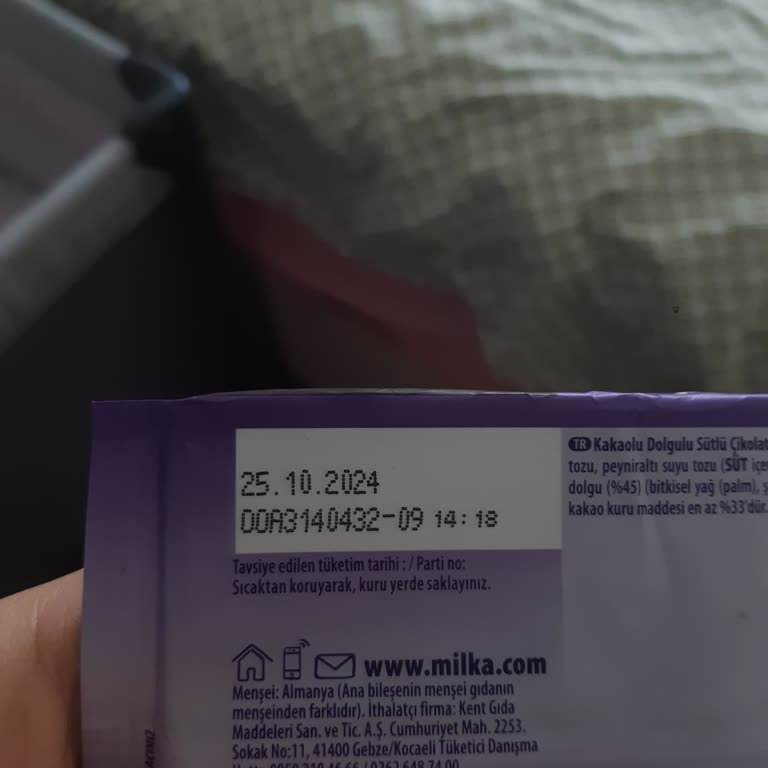 25.10.2024
OOA3140432-09 14:18
Tavsiye edilen tüketim tarihi : / Parti no:
Sıcaktan koruyarak, kuru yerde saklayınız.
www.milka.com
Menşei: Almanya (Ana bileşenin menşei gıdanın
menşeinden farklıdır). İthalatçı firma: Kent Gıda
Maddeleri San. ve Tic. A.Ş. Cumhuriyet Mah. 2253.
Sokak No:11, 41400 Gebze/Kocaeli Tüketici Danışma
TR Kakaolu Dolgulu Sütlü Çikolat
tozu, peyniraltı suyu tozu (SÜT içe
dolgu (%45) (bitkisel yağ (palm), ş
kakao kuru maddesi en az %33'dür.